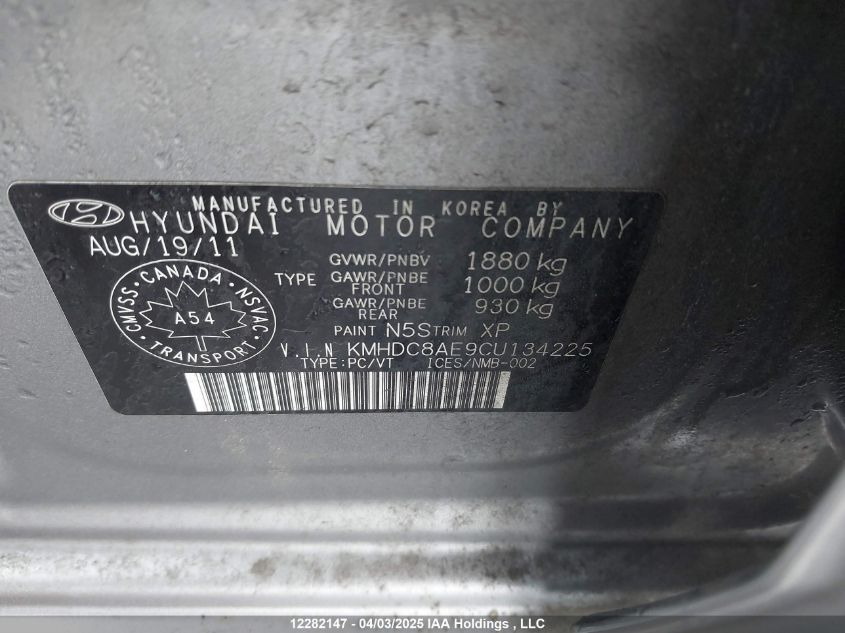 MANUFACTURED IN KOREA BY
HYUNDAI MOTOR COMPANY
AUG/19/11
GVWR/PNBV 1880 kg
TYPE GAWR/PNBE FRONT 1000 kg
GAWR/PNBE REAR 930 kg
PAINT N5S TRIM XP
V.I.N KMHDC8AE9CU134225
TYPE:PC/VT ICES/NMB-002
CANADA
CMVSS NSVAC
A54
TRANSPORT
12282147 - 04/03/2025 IAA Holdings, LLC